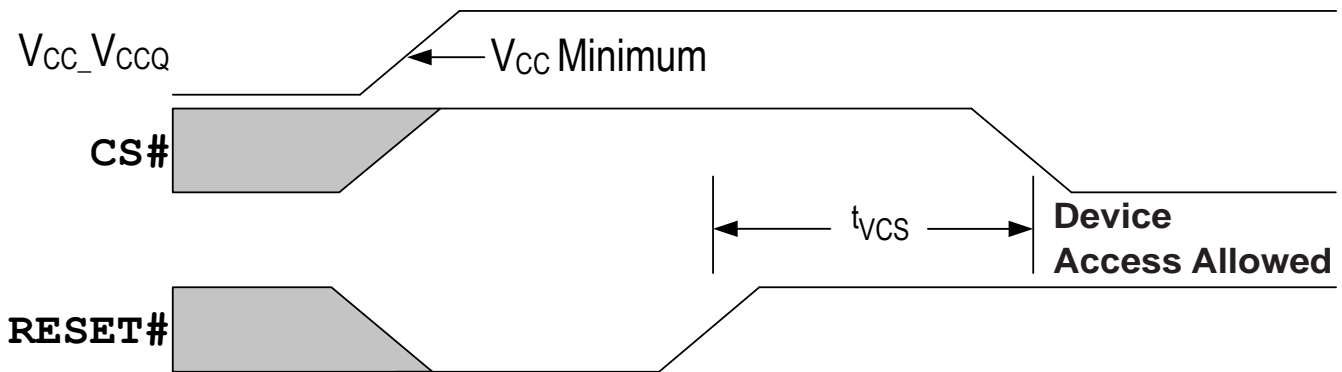 VCC_VCCQ
VCC Minimum
CS#
tVCS
Device
Access Allowed
RESET#